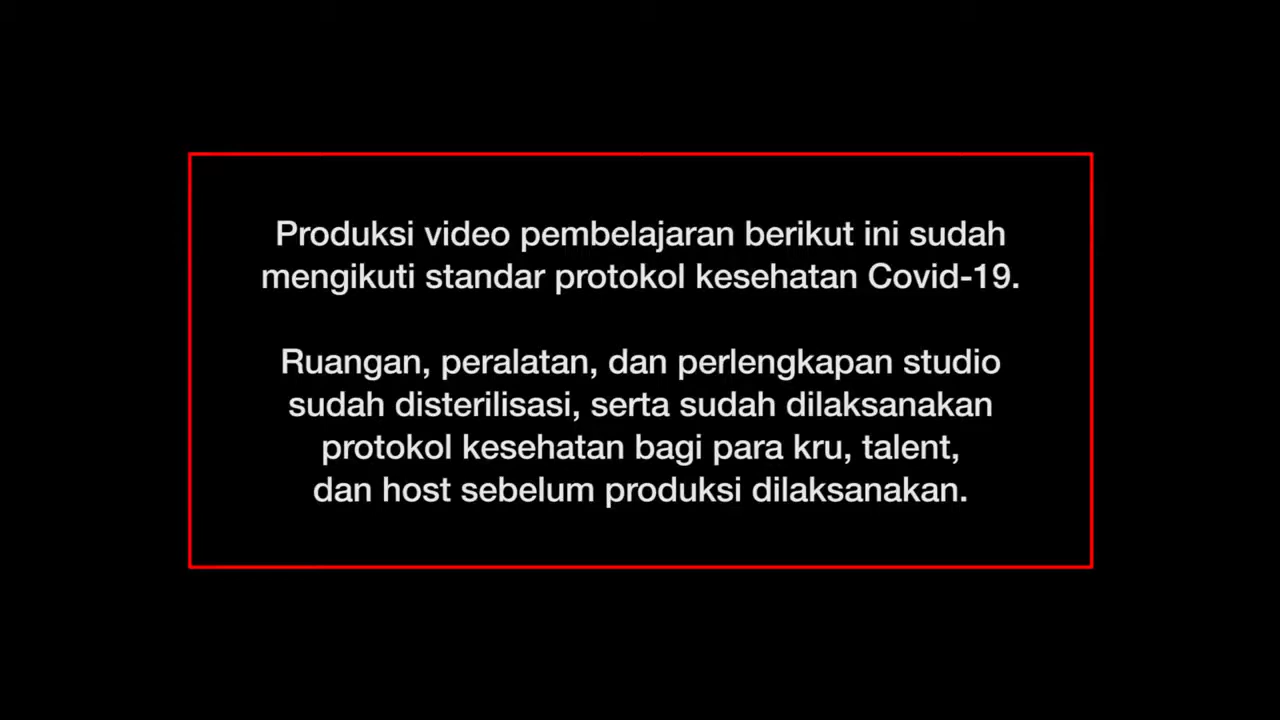 Produksi video pembelajaran berikut ini sudah
mengikuti standar protokol kesehatan Covid-19.
Ruangan, peralatan, dan perlengkapan studio
sudah disterilisasi, serta sudah dilaksanakan
protokol kesehatan bagi para kru, talent,
dan host sebelum produksi dilaksanakan.